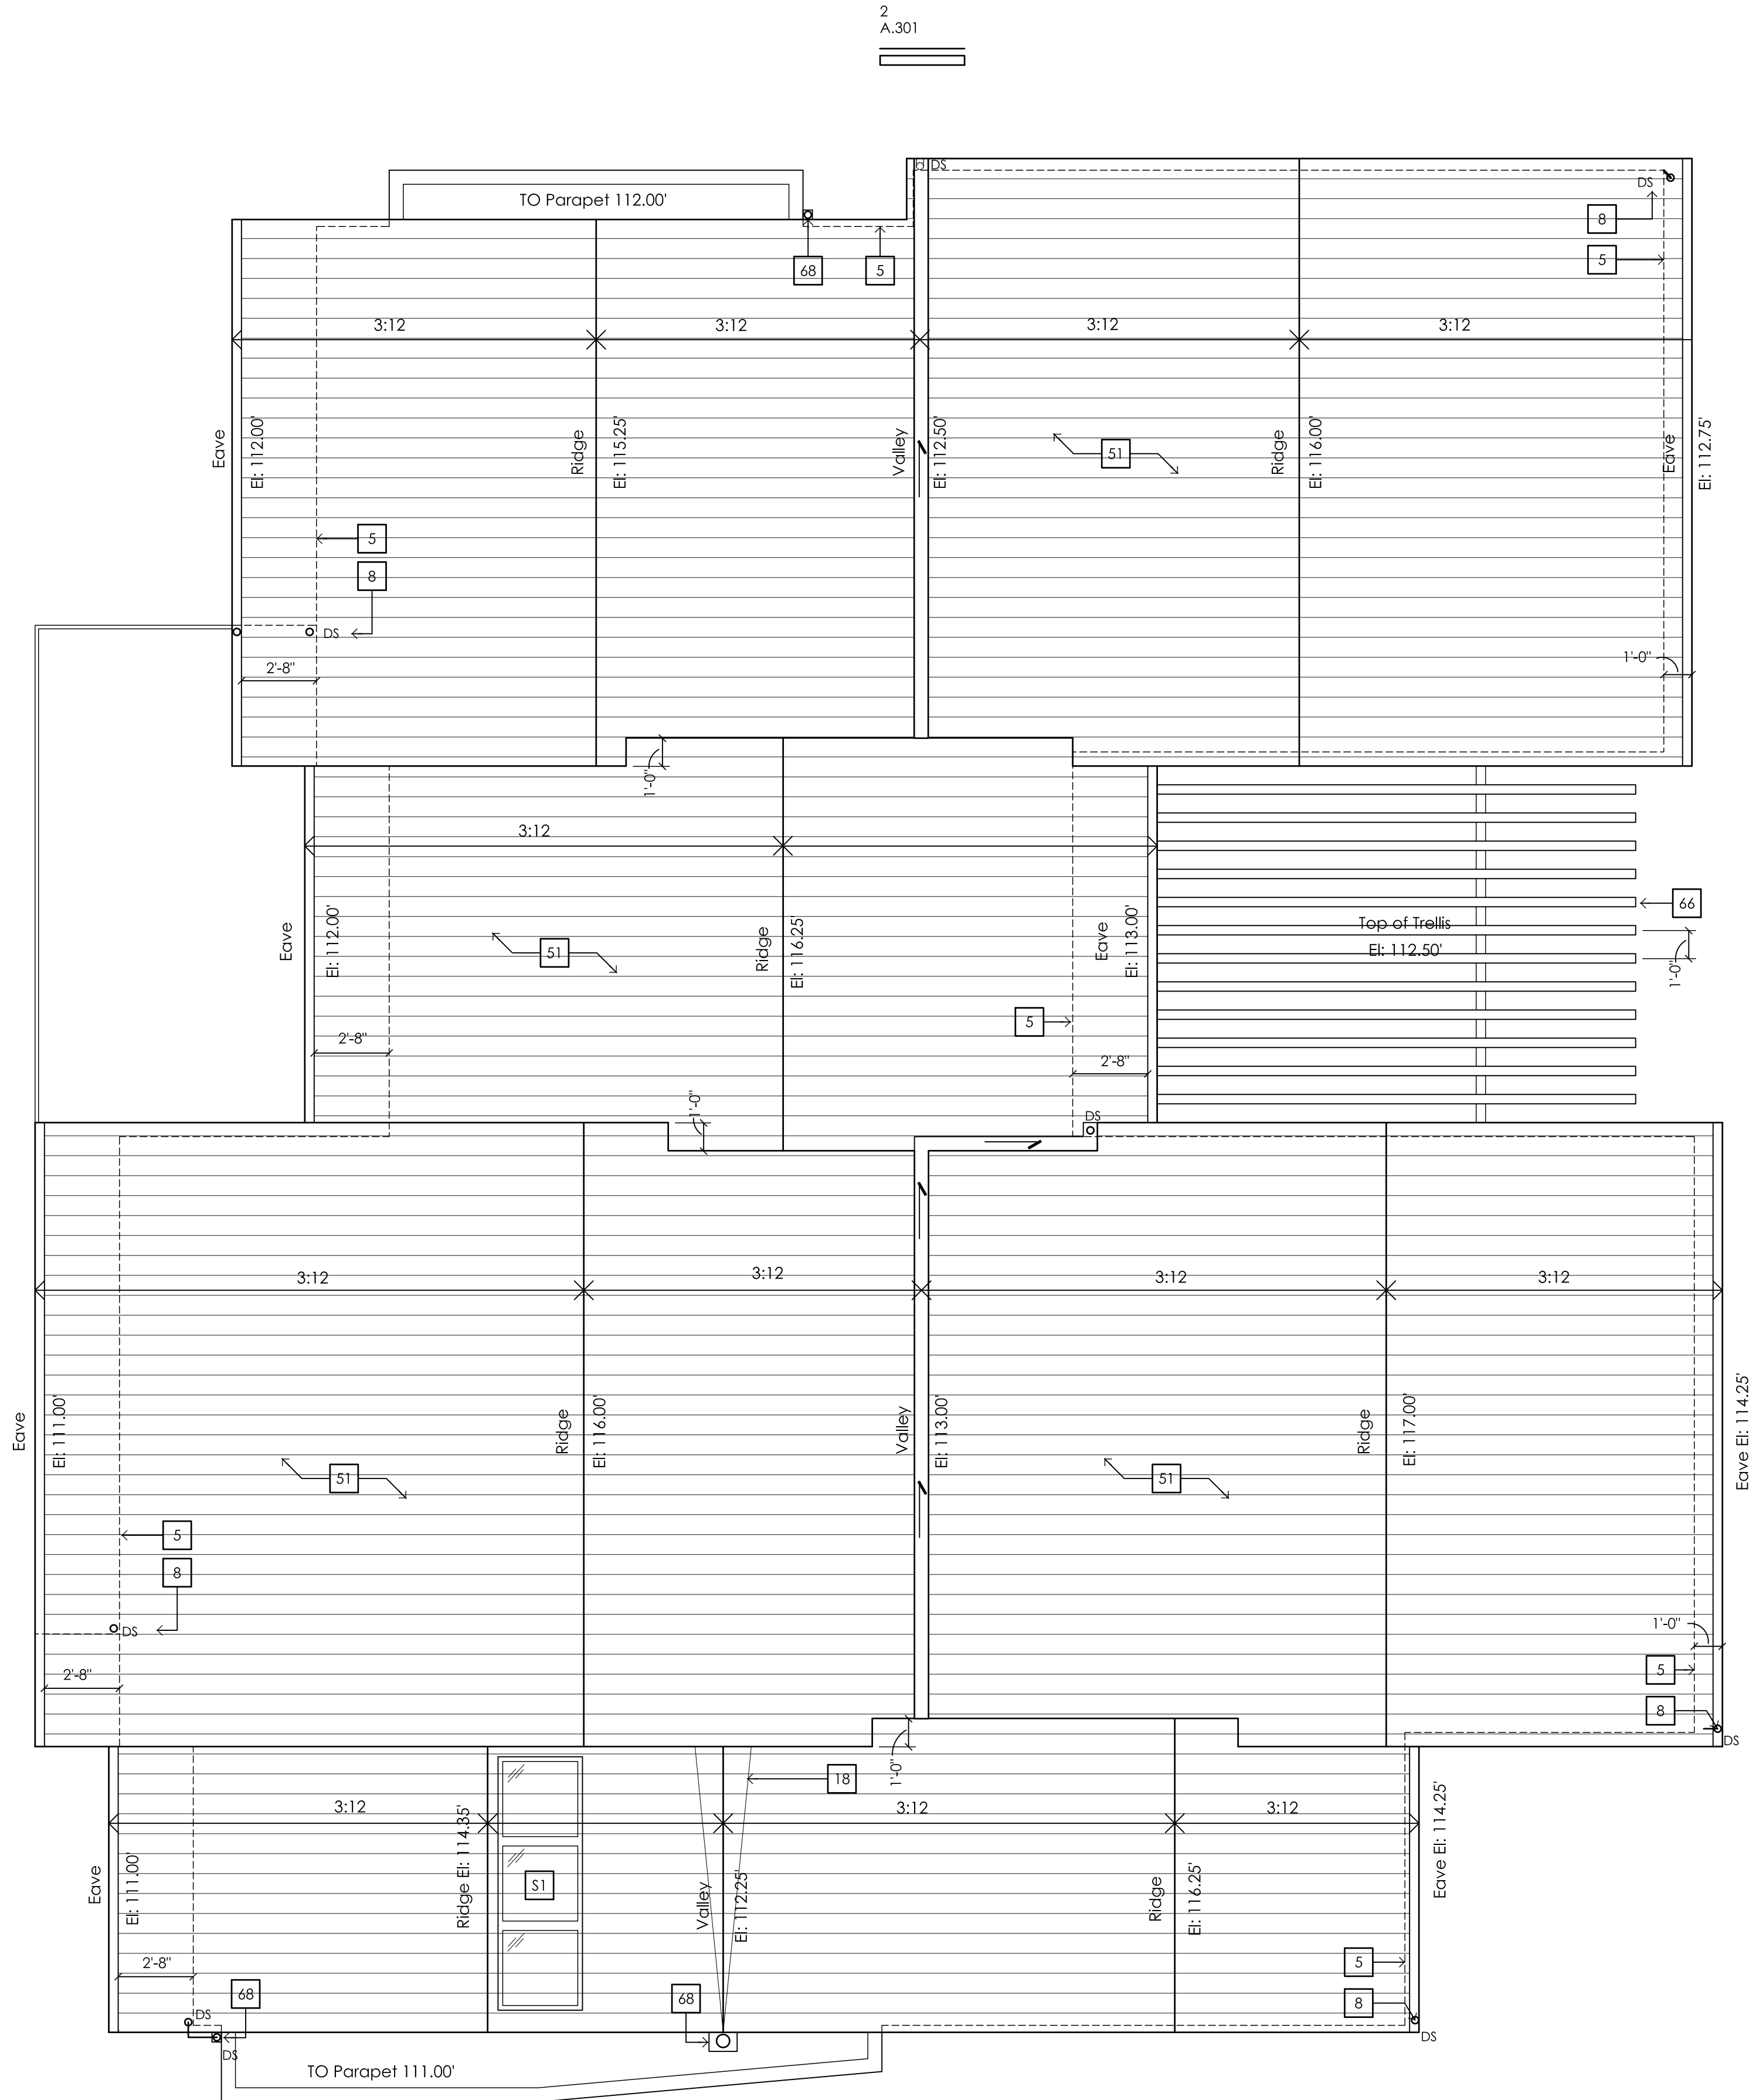 2
A.301
DS
TO Parapet 112.00'
DS
8
5
68
5
3:12
3:12
3:12
3:12
Eave
El: 112.00'
Ridge
El: 115.25'
Valley
El: 112.50'
51
Ridge
El: 116.00'
Eave
El: 112.75'
5
8
DS
2'-8"
1'-0"
1'-0"
3:12
66
Top of Trellis
El: 112.50'
1'-0"
Eave
El: 112.00'
51
Ridge
El: 116.25'
Eave
El: 113.00'
5
2'-8"
2'-8"
1'-0"
DS
3:12
3:12
3:12
3:12
Eave
El: 111.00'
Ridge
El: 116.00'
Valley
El: 113.00'
Ridge
El: 117.00'
Eave El: 114.25'
51
51
5
8
DS
2'-8"
1'-0"
5
8
DS
18
1'-0"
3:12
3:12
3:12
Eave
El: 111.00'
Ridge El: 114.35'
S1
Valley
El: 112.25'
Ridge
El: 116.25'
Eave El: 114.25'
2'-8"
5
68
68
8
DS
DS
DS
TO Parapet 111.00'